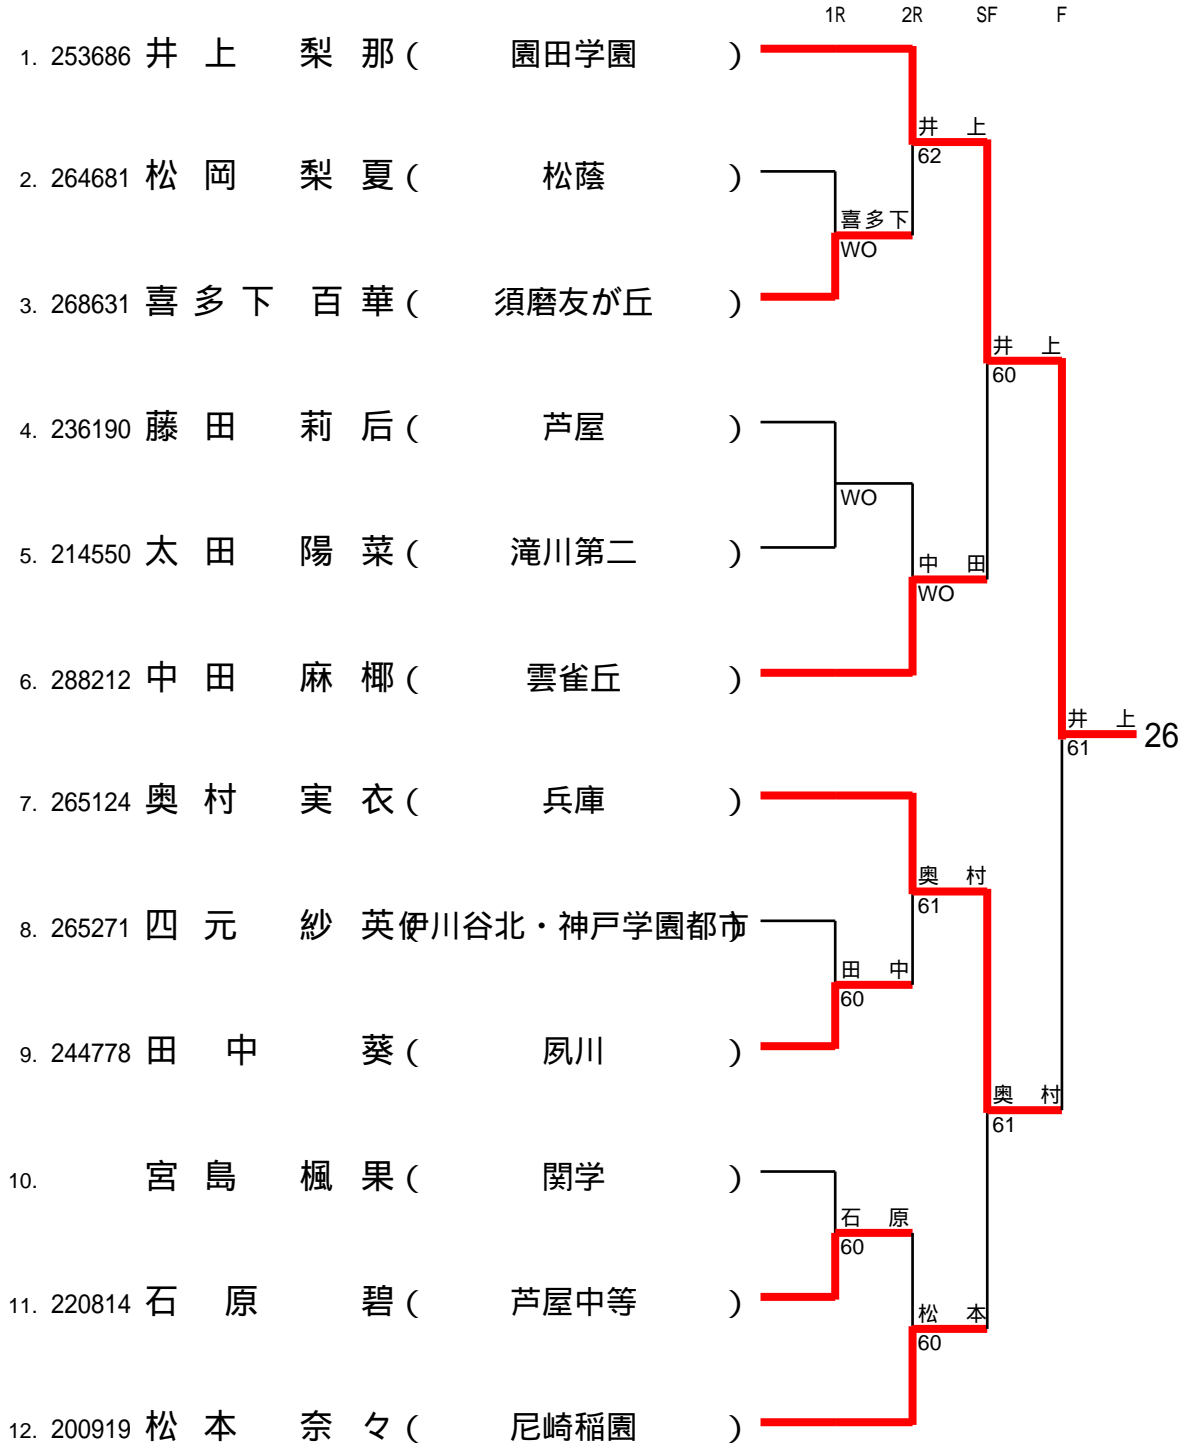 1R 2R SF F
1. 253686 井上 梨那 ( 園田学園 )
井上
62
2. 264681 松岡 梨夏 ( 松蔭 )
喜多下
WO
3. 268631 喜多下 百華 ( 須磨友が丘 )
井上
60
4. 236190 藤田 莉后 ( 芦屋 )
WO
5. 214550 太田 陽菜 ( 滝川第二 )
中田
WO
6. 288212 中田 麻椰 ( 雲雀丘 )
井上
61
26
7. 265124 奥村 実衣 ( 兵庫 )
奥村
61
8. 265271 四元 紗英 ( 伊川谷北・神戸学園都市 )
田中
60
9. 244778 田中 葵 ( 夙川 )
奥村
61
10. 宮島 楓果 ( 関学 )
石原
60
11. 220814 石原 碧 ( 芦屋中等 )
松本
60
12. 200919 松本 奈々 ( 尼崎稲園 )